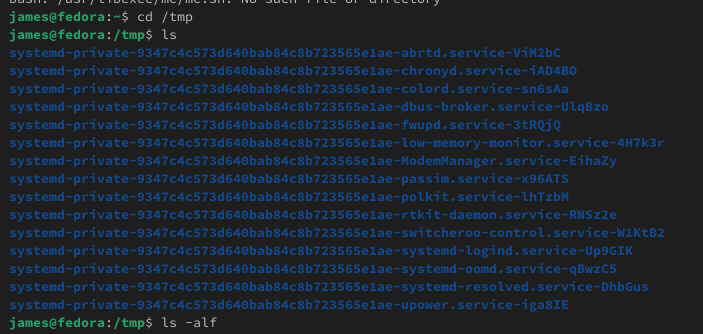 bash: /usr/libexec/mc/mc.sh: No such file or directory
james@fedora:~$ cd /tmp
james@fedora:/tmp$ ls
systemd-private-9347c4c573d640bab84c8b723565e1ae-abrtd.service-ViM2bC
systemd-private-9347c4c573d640bab84c8b723565e1ae-chronyd.service-iAD4BO
systemd-private-9347c4c573d640bab84c8b723565e1ae-colord.service-sn6sAa
systemd-private-9347c4c573d640bab84c8b723565e1ae-dbus-broker.service-UlqBzo
systemd-private-9347c4c573d640bab84c8b723565e1ae-fwupd.service-3tRQjQ
systemd-private-9347c4c573d640bab84c8b723565e1ae-low-memory-monitor.service-4H7k3r
systemd-private-9347c4c573d640bab84c8b723565e1ae-ModemManager.service-EihaZy
systemd-private-9347c4c573d640bab84c8b723565e1ae-passim.service-x96ATS
systemd-private-9347c4c573d640bab84c8b723565e1ae-polkit.service-lhTzbM
systemd-private-9347c4c573d640bab84c8b723565e1ae-rtkit-daemon.service-RNSz2e
systemd-private-9347c4c573d640bab84c8b723565e1ae-switcheroo-control.service-W1KtB2
systemd-private-9347c4c573d640bab84c8b723565e1ae-systemd-logind.service-Up9GIK
systemd-private-9347c4c573d640bab84c8b723565e1ae-systemd-oomd.service-qBwzC5
systemd-private-9347c4c573d640bab84c8b723565e1ae-systemd-resolved.service-DhbGus
systemd-private-9347c4c573d640bab84c8b723565e1ae-upower.service-iga8IE
james@fedora:/tmp$ ls -alf